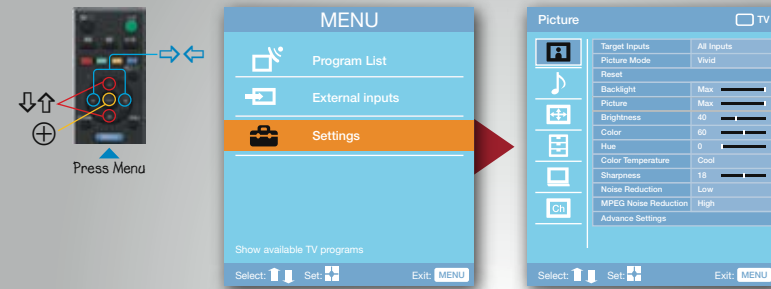 Press Menu
MENU
Program List
External inputs
Settings
Show available TV programs
Select: Set: Exit: MENU
Picture TV
Target Inputs All Inputs
Picture Mode Vivid
Reset
Backlight Max
Picture Max
Brightness 40
Color 60
Hue 0
Color Temperature Cool
Sharpness 18
Noise Reduction Low
MPEG Noise Reduction High
Advance Settings
Ch
Select: Set: Exit: MENU